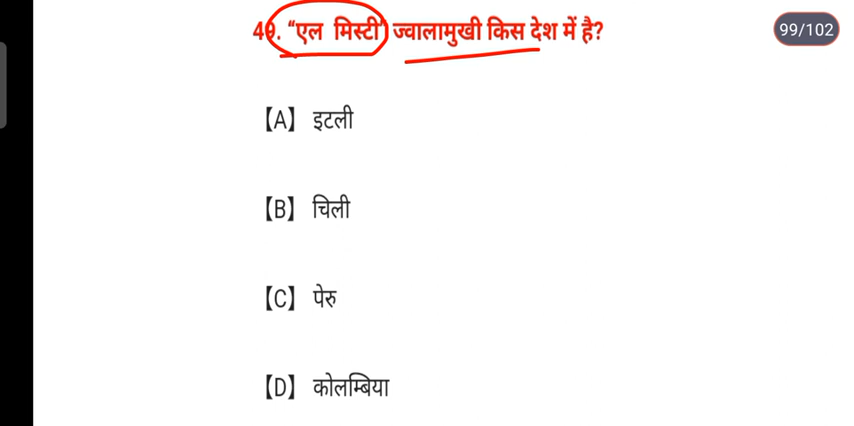 49. “एल मिस्टी” ज्वालामुखी किस देश में है?
99/102
【A】 इटली
【B】 चिली
【C】 पेरु
【D】 कोलम्बिया